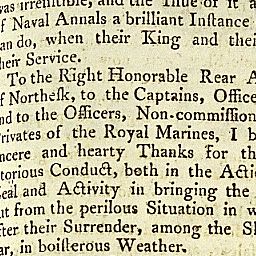 was irresistible, and the Issue of it a
f Naval Annals a brilliant Instance
an do, when their King and thei
heir Service.
To the Right Honorable Rear A
f Northesk, to the Captains, Office
nd to the Officers, Non-commission
rivates of the Royal Marines, I b
ncere and hearty Thanks for th
torious Conduct, both in the Actio
eal and Activity in bringing the
ut from the perilous Situation in w
fter their Surrender, among the Sh
ar, in boisterous Weather.